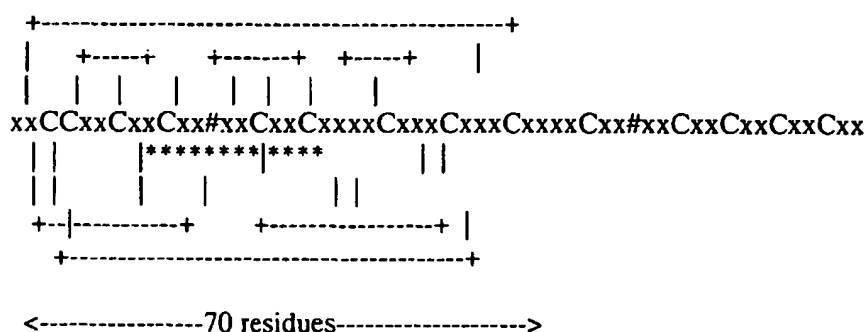 +-----------------------------------------+
| +-----+ +-------+ +-----+ |
| | | | | | | |
xxCCxxCxxCxx#xxCxxCxxxxCxxxCxxxCxxxxCxx#xxCxxCxxCxxCxx
| | |********|**** | |
| | | | | |
+--|-----------+ +----------------+ |
+------------------------------------+
<----------------70 residues------------------>